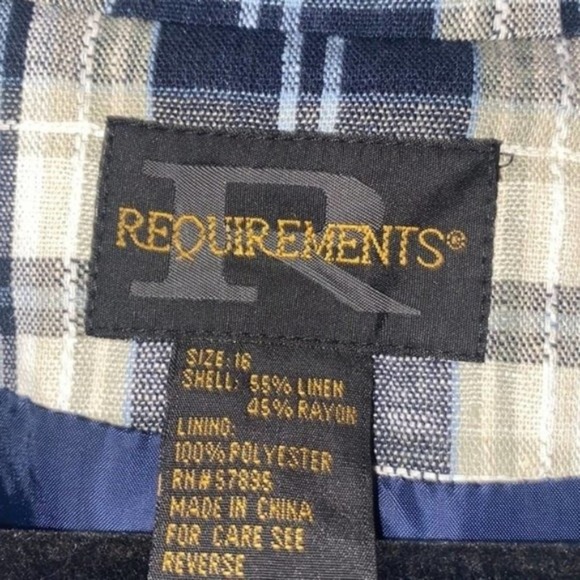 R
REQUIREMENTS®
SIZE: 16
SHELL: 55% LINEN
45% RAYON
LINING:
100% POLYESTER
RN# 57895
MADE IN CHINA
FOR CARE SEE
REVERSE